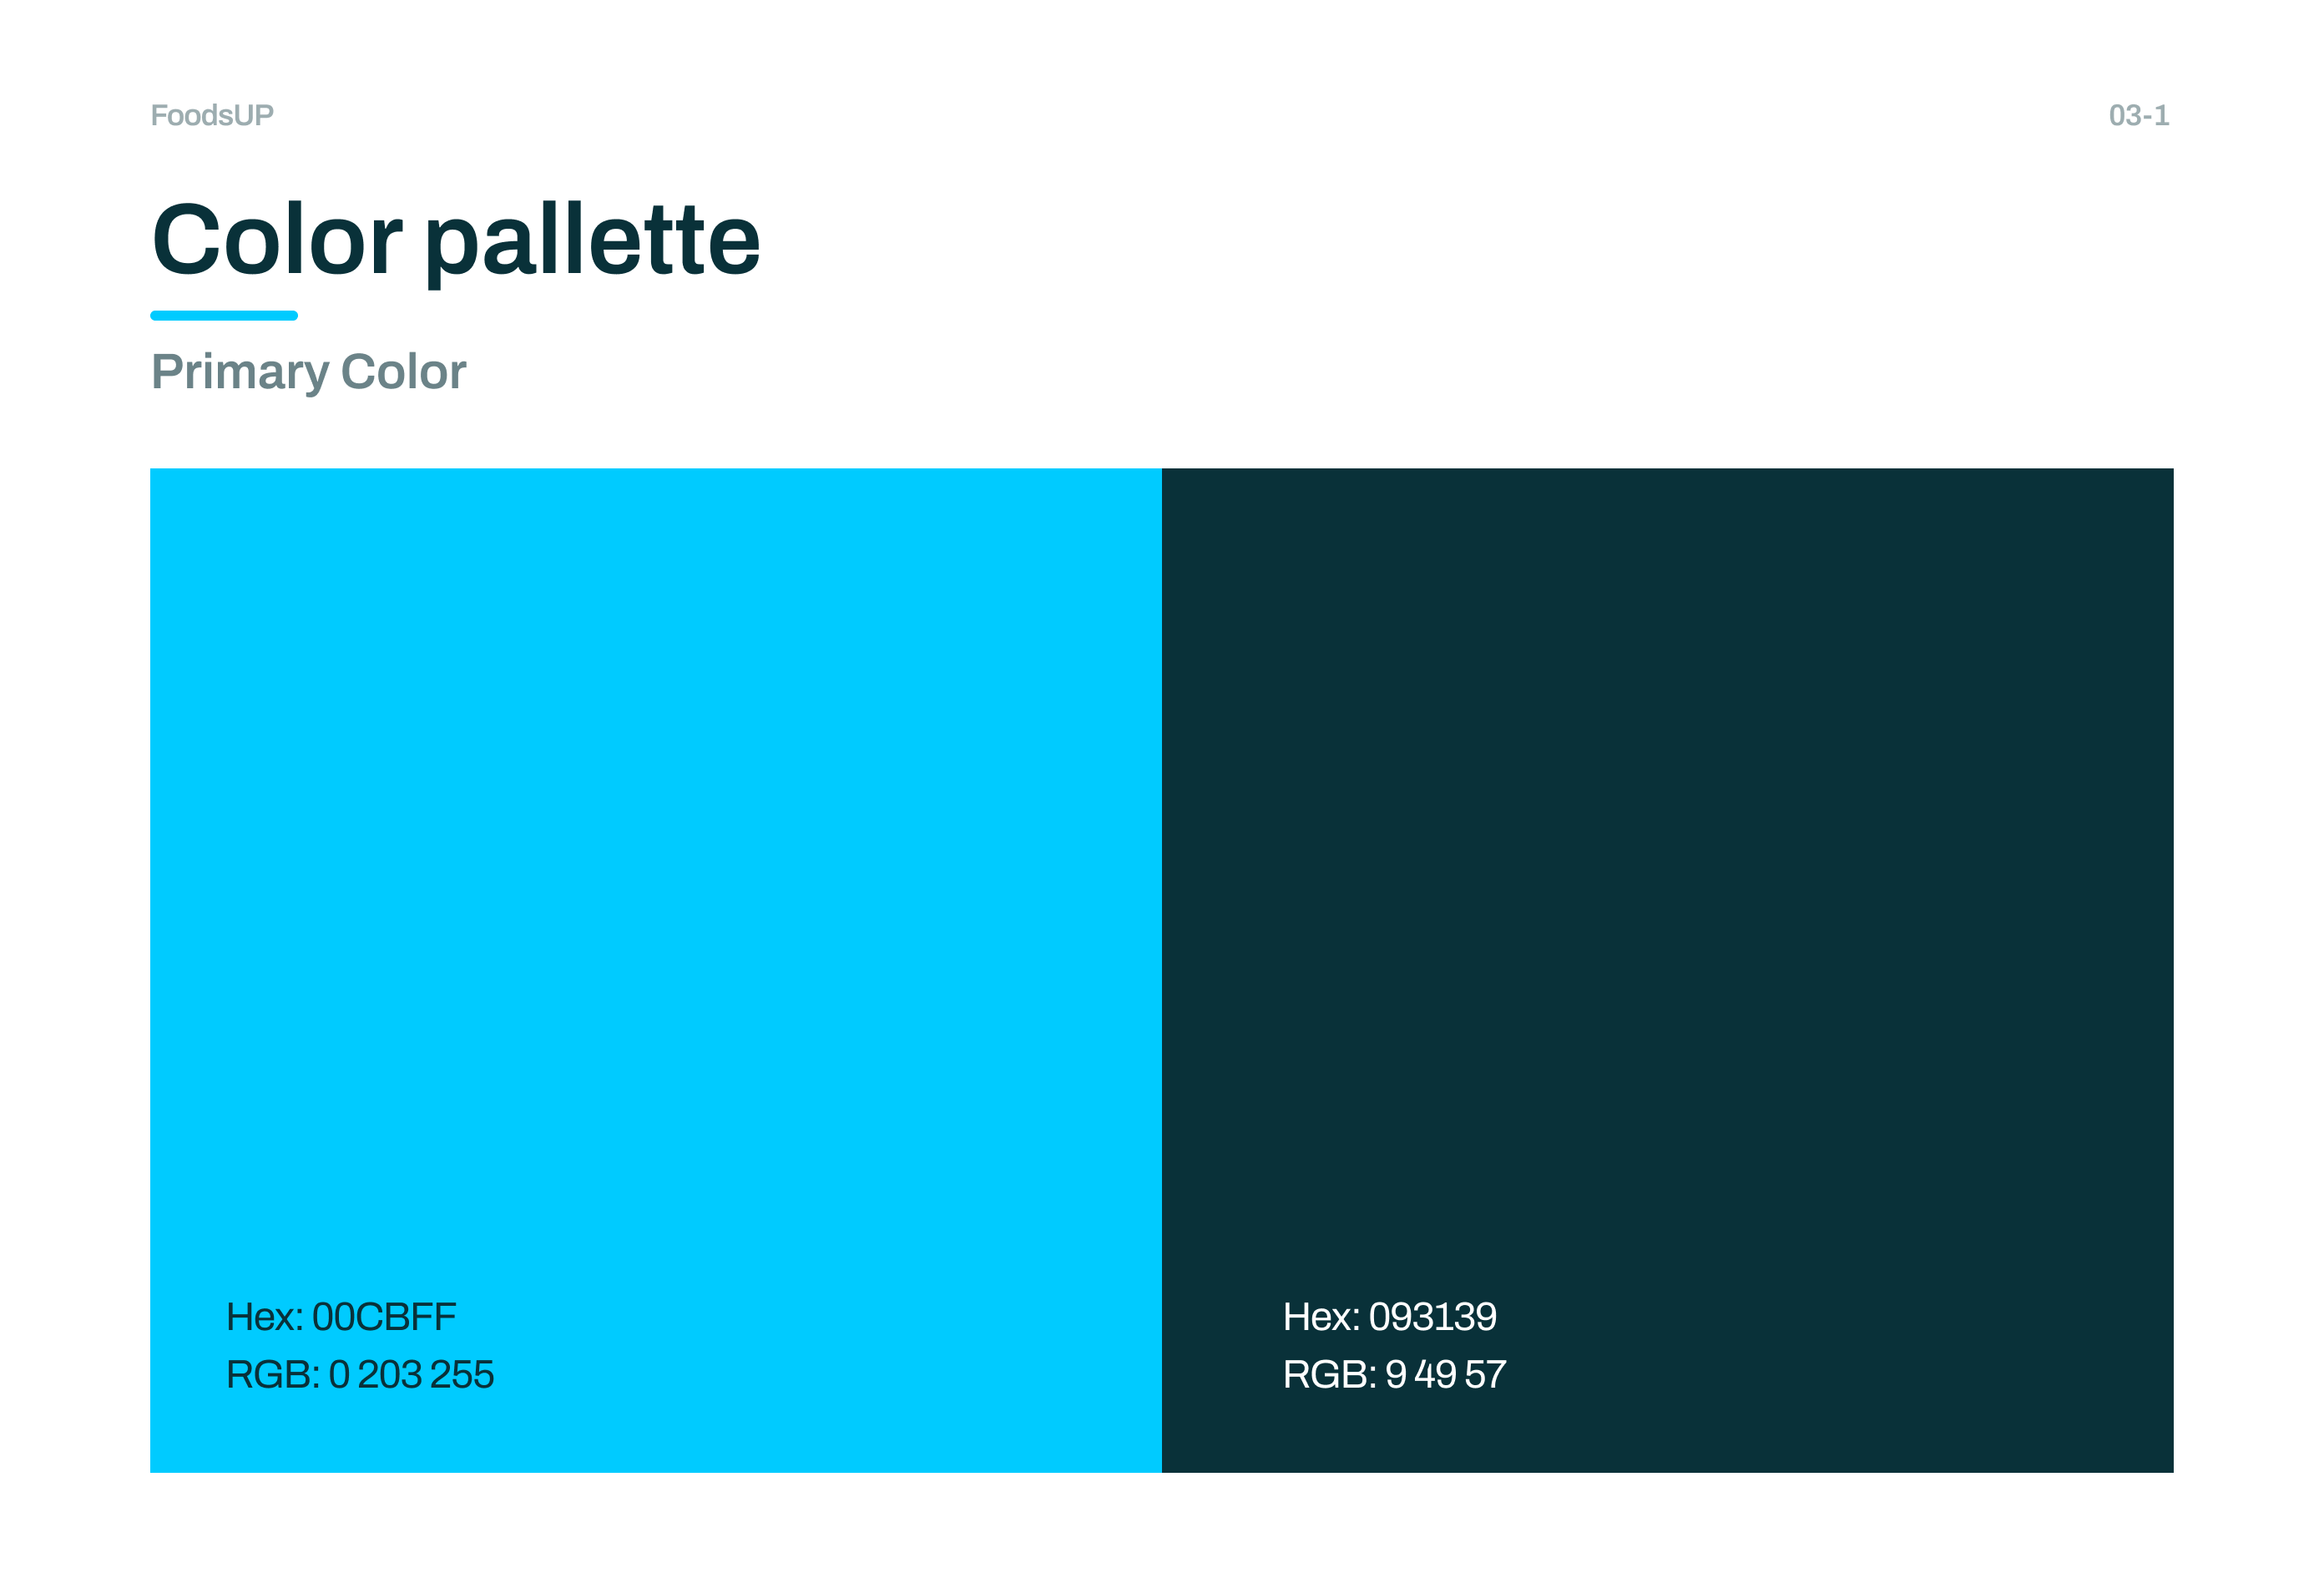 FoodsUP
03-1
Color pallette
Primary Color
Hex: 00CBFF
RGB: 0 203 255
Hex: 093139
RGB: 9 49 57